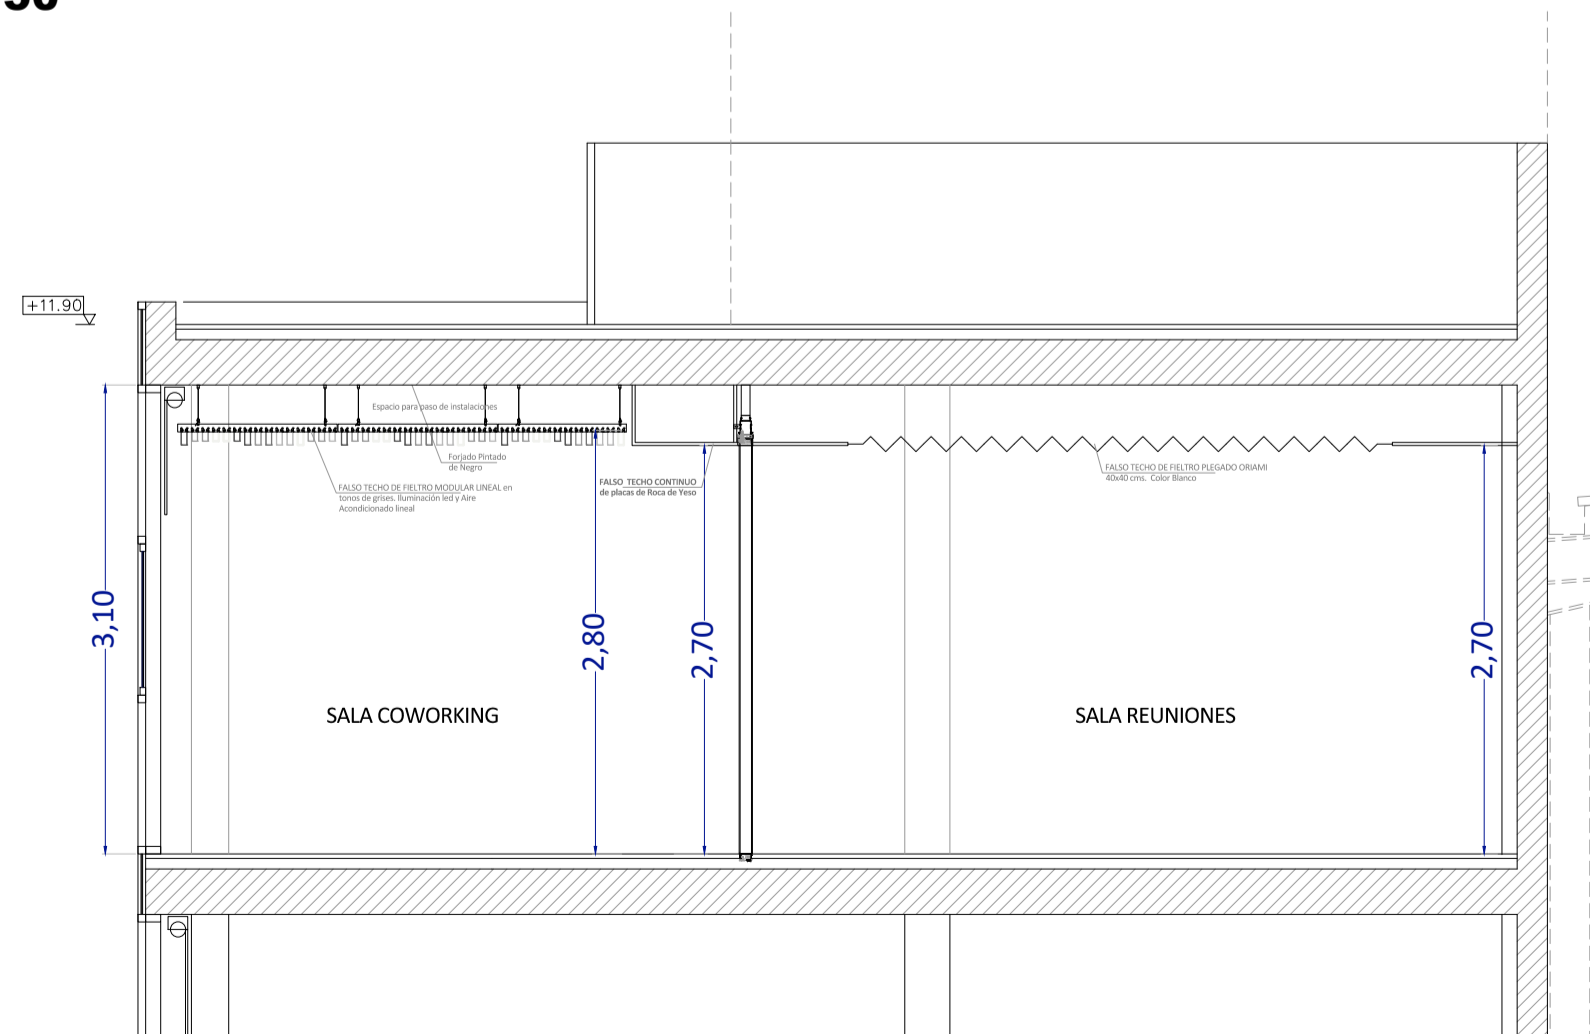 +11.90
Espacio para paso de instalaciones
Forjado Pintado
de Negro
FALSO TECHO DE FIELTRO MODULAR LINEAL en
tonos de grises. Iluminación led y Aire
Acondicionado lineal
FALSO TECHO CONTINUO
de placas de Roca de Yeso
FALSO TECHO DE FIELTRO PLEGADO ORIAMI
40x40 cms. Color Blanco
3,10
2,80
2,70
2,70
SALA COWORKING
SALA REUNIONES